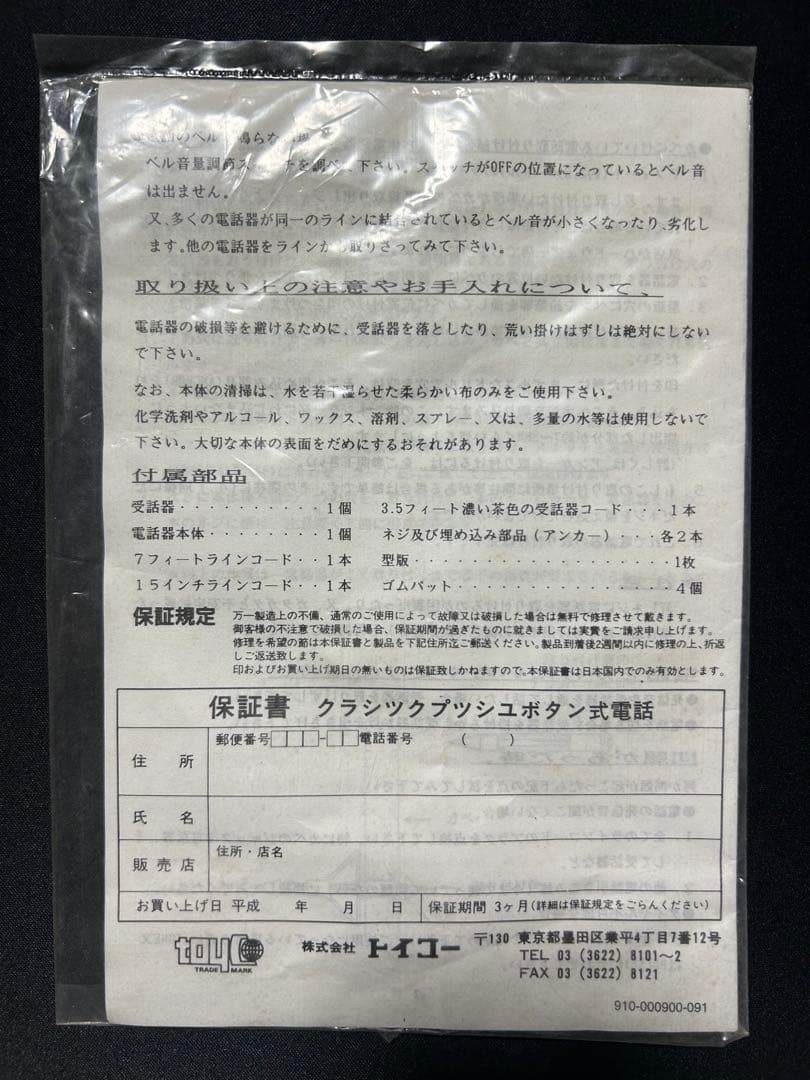 ベル音量調節ス チを調べ 下さい。スイッチがOFFの位置になっているとベル音
は出ません。
又、多くの電話器が同一のラインに結合されているとベル音が小さくなったり、劣化し
ます。他の電話器をラインから取りさってみて下さい。
取り扱い上の注意やお手入れについて、
電話器の破損等を避けるために、受話器を落としたり、荒い掛けはずしは絶対にしない
で下さい。
なお、本体の清掃は、水を若干湿らせた柔らかい布のみをご使用下さい。
化学洗剤やアルコール、ワックス、溶剤、スプレー、又は、多量の水等は使用しないで
下さい。大切な本体の表面をだめにするおそれがあります。
付属部品
受話器・・・・・・・・・・1個 3.5フィート濃い茶色の受話器コード・・・1本
電話器本体・・・・・・・・1個 ネジ及び埋め込み部品(アンカー)・・・各2本
7フィートラインコード・・1本 型版・・・・・・・・・・・・・・・・・1枚
15インチラインコード・・1本 ゴムパット・・・・・・・・・・・・・・4個
保証規定 万一製造上の不備、通常のご使用によって故障又は破損した場合は無料で修理させて戴きます。
御客様の不注意で破損した場合、保証期間が過ぎたものに就きましては実費をご請求申し上げます。
修理を希望の節は本保証書と製品を下記住所迄ご郵送ください。製品到着後2週間以内に修理の上、折返
しご返送致します。
印およびお買い上げ期日の無いものは保証致しかねますので。本保証書は日本国内でのみ有効とします。
保証書 クラシツクプツシユボタン式電話
住所 郵便番号□□□-□□電話番号 ( )
氏名
販売店 住所・店名
お買い上げ日 平成 年 月 日 保証期間 3ヶ月(詳細は保証規定をごらんください)
toyCo TRADE MARK 株式会社 トイコー 〒130 東京都墨田区業平4丁目7番12号
TEL 03 (3622) 8101〜2
FAX 03 (3622) 8121
910-000900-091